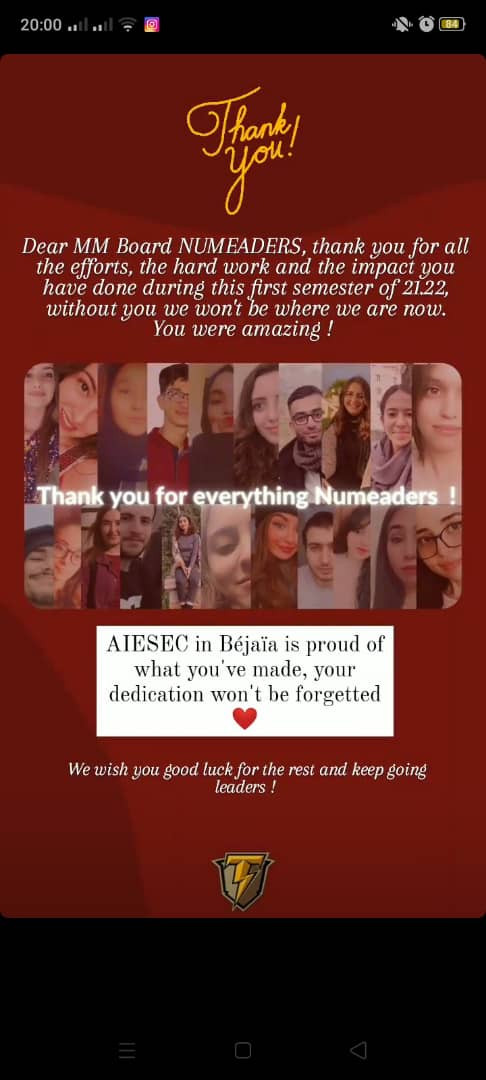 20:00
84
Thank
You!
Dear MM Board NUMEADERS, thank you for all
the efforts, the hard work and the impact you
have done during this first semester of 21.22,
without you we won't be where we are now.
You were amazing !
Thank you for everything Numeaders !
AIESEC in Béjaïa is proud of
what you've made, your
dedication won't be forgetted
❤️
We wish you good luck for the rest and keep going
leaders !